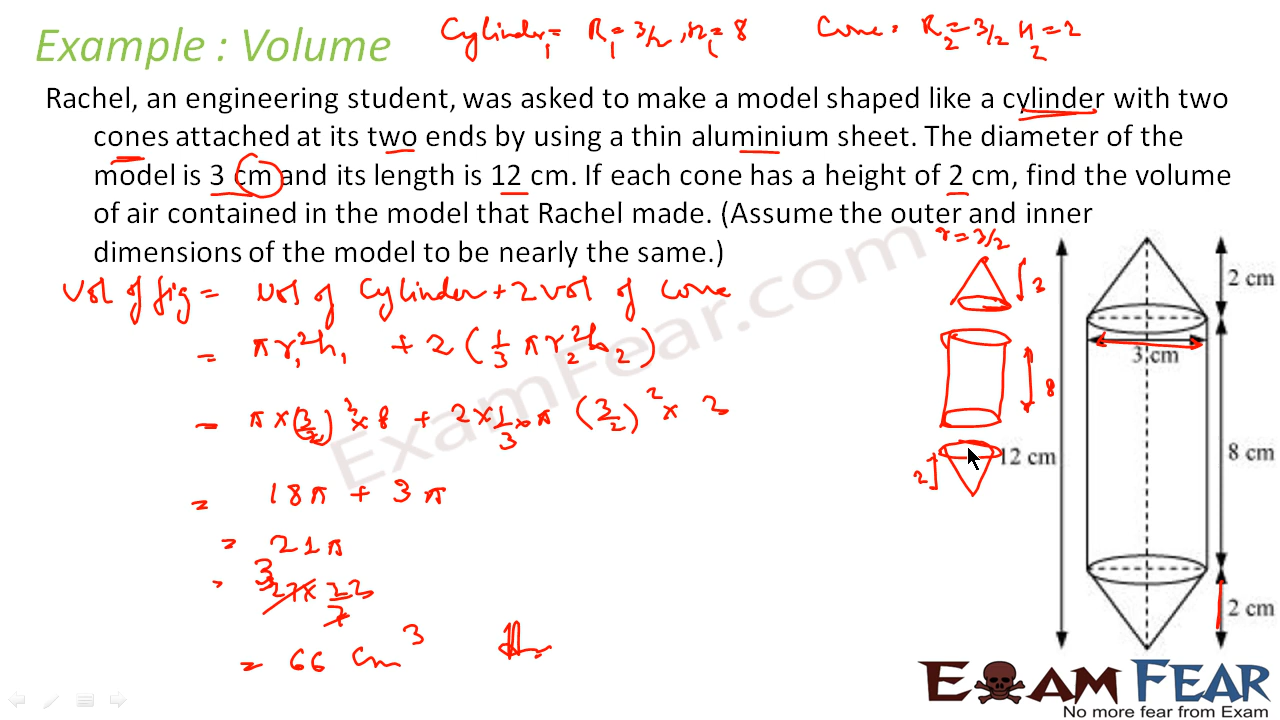 Example : Volume
Cylinder₁ = R₁ = 3/2, H₁ = 8 Cone : R₂ = 3/2 H₂ = 2
Rachel, an engineering student, was asked to make a model shaped like a cylinder with two
cones attached at its two ends by using a thin aluminium sheet. The diameter of the
model is 3 cm and its length is 12 cm. If each cone has a height of 2 cm, find the volume
of air contained in the model that Rachel made. (Assume the outer and inner
dimensions of the model to be nearly the same.)
r = 3/2
Vol of fig = Vol of Cylinder + 2 Vol of Cone
= π r₁² h₁ + 2 ( 1/3 π r₂² h₂ )
= π × (3/2)² × 8 + 2 × 1/3 × π (3/2)² × 2
= 18π + 3π
= 21π
= 3 21 × 22/7
= 66 cm³
2
8
2
2 cm
3 cm
12 cm
8 cm
2 cm
ExamFear.com
EXAM FEAR
No more fear from Exam